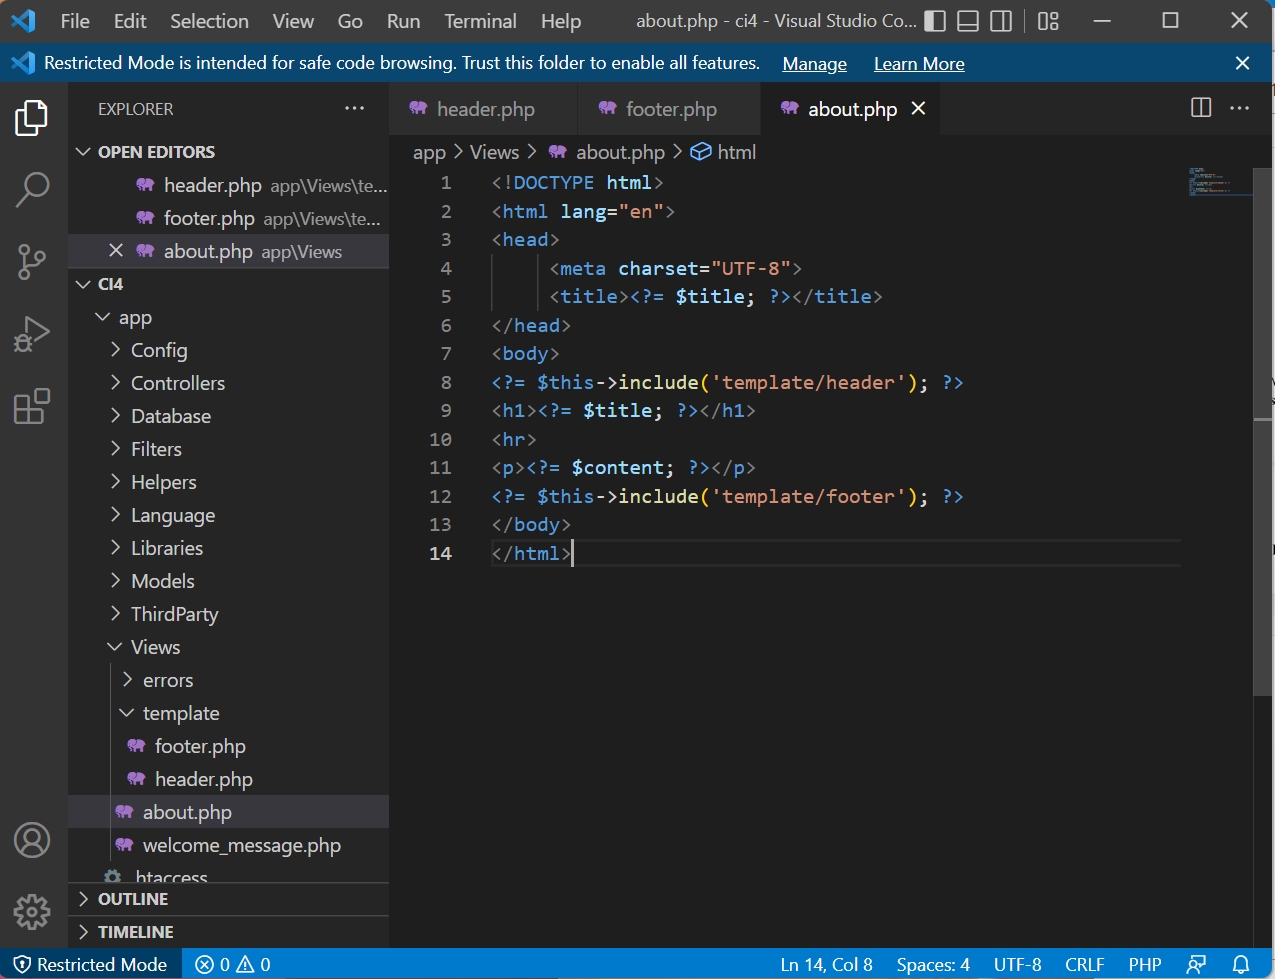 File Edit Selection View Go Run Terminal Help about.php - ci4 - Visual Studio Co...
Restricted Mode is intended for safe code browsing. Trust this folder to enable all features. Manage Learn More
EXPLORER ...
OPEN EDITORS
header.php app\Views\te...
footer.php app\Views\te...
about.php app\Views
CI4
app
Config
Controllers
Database
Filters
Helpers
Language
Libraries
Models
ThirdParty
Views
errors
template
footer.php
header.php
about.php
welcome_message.php
.htaccess
OUTLINE
TIMELINE
header.php footer.php about.php
app > Views > about.php > html
1 <!DOCTYPE html>
2 <html lang="en">
3 <head>
4 <meta charset="UTF-8">
5 <title><?= $title; ?></title>
6 </head>
7 <body>
8 <?= $this->include('template/header'); ?>
9 <h1><?= $title; ?></h1>
10 <hr>
11 <p><?= $content; ?></p>
12 <?= $this->include('template/footer'); ?>
13 </body>
14 </html>
Restricted Mode 0 0 Ln 14, Col 8 Spaces: 4 UTF-8 CRLF PHP